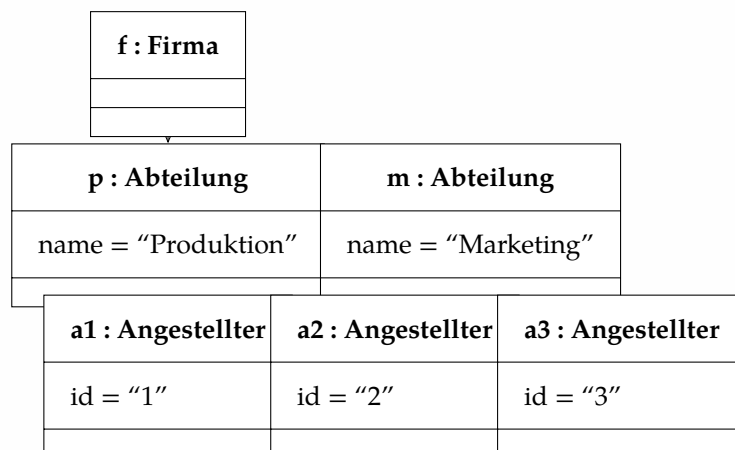 f : Firma
p : Abteilung m : Abteilung
name = “Produktion” name = “Marketing”
a1 : Angestellter a2 : Angestellter a3 : Angestellter
id = “1” id = “2” id = “3”